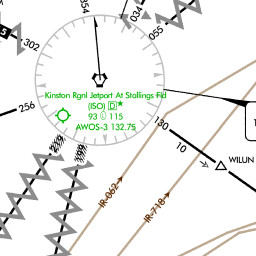 354
034
055
S
302
256
Kinston Rgnl Jetport At Stallings Fld
(ISO) D★
93 115
AWOS-3 132.75
130
10
WILUN
IR-062
IR-718